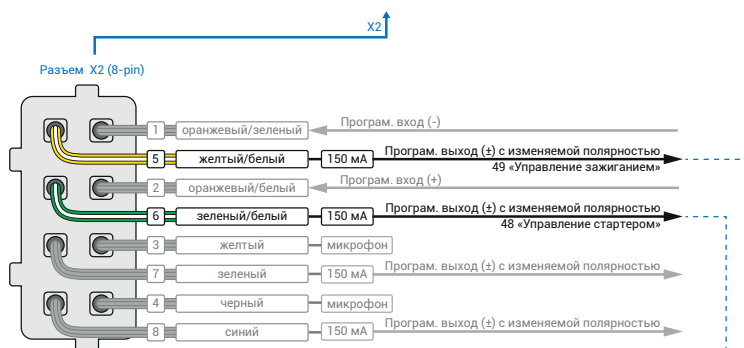 X2
Разъем X2 (8-pin)
1 оранжевый/зеленый Програм. вход (-)
5 желтый/белый 150 мА Програм. выход (±) с изменяемой полярностью
49 «Управление зажиганием»
2 оранжевый/белый Програм. вход (+)
6 зеленый/белый 150 мА Програм. выход (±) с изменяемой полярностью
48 «Управление стартером»
3 желтый микрофон
7 зеленый 150 мА Програм. выход (±) с изменяемой полярностью
4 черный микрофон
8 синий 150 мА Програм. выход (±) с изменяемой полярностью